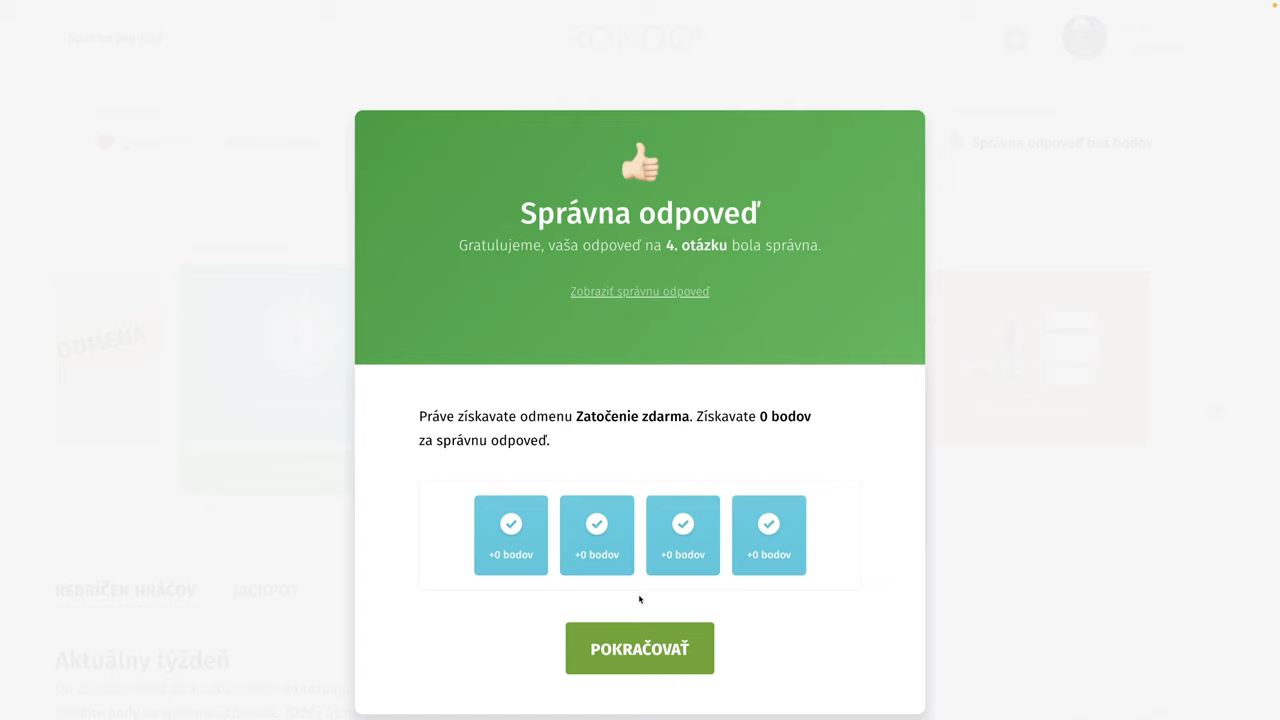 Správna odpoveď bez bodov
Správna odpoveď
Gratulujeme, vaša odpoveď na 4. otázku bola správna.
Zobraziť správnu odpoveď
ODMENA
Práve získavate odmenu Zatočenie zdarma. Získavate 0 bodov
za správnu odpoveď.
+0 bodov
+0 bodov
+0 bodov
+0 bodov
REBRÍČEK HRÁČOV
JACKPOT
POKRAČOVAŤ
Aktuálny týždeň